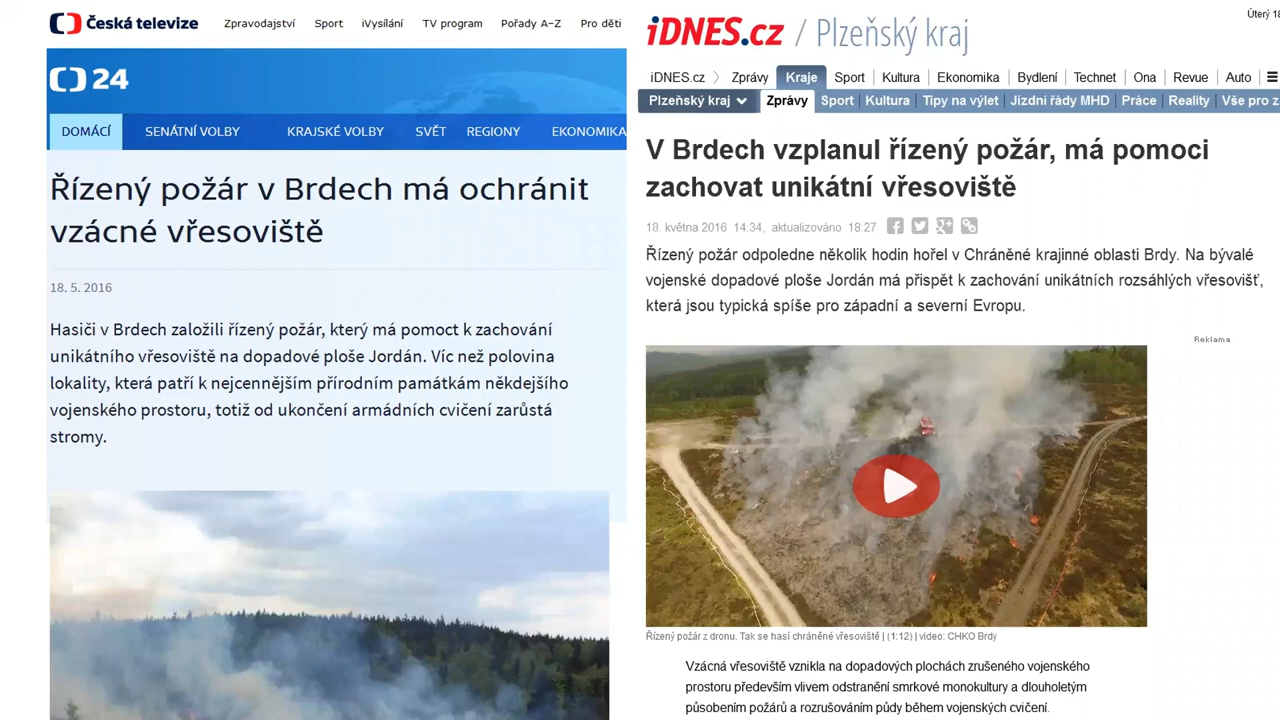 Česká televize
Zpravodajství Sport iVysílání TV program Pořady A–Z Pro děti
24
DOMÁCÍ SENÁTNÍ VOLBY KRAJSKÉ VOLBY SVĚT REGIONY EKONOMIKA
Řízený požár v Brdech má ochránit
vzácné vřesoviště
18. 5. 2016
Hasiči v Brdech založili řízený požár, který má pomoct k zachování
unikátního vřesoviště na dopadové ploše Jordán. Víc než polovina
lokality, která patří k nejcennějším přírodním památkám někdejšího
vojenského prostoru, totiž od ukončení armádních cvičení zarůstá
stromy.
iDNES.cz / Plzeňský kraj
Úterý 18
iDNES.cz Zprávy Kraje Sport Kultura Ekonomika Bydlení Technet Ona Revue Auto
Plzeňský kraj Zprávy Sport Kultura Tipy na výlet Jízdní řády MHD Práce Reality Vše pro z
V Brdech vzplanul řízený požár, má pomoci
zachovat unikátní vřesoviště
18. května 2016 14:34, aktualizováno 18:27
Řízený požár odpoledne několik hodin hořel v Chráněné krajinné oblasti Brdy. Na bývalé
vojenské dopadové ploše Jordán má přispět k zachování unikátních rozsáhlých vřesovišť,
která jsou typická spíše pro západní a severní Evropu.
Reklama
Řízený požár z dronu. Tak se hasí chráněné vřesoviště | (1:12) | video: CHKO Brdy
Vzácná vřesoviště vznikla na dopadových plochách zrušeného vojenského
prostoru především vlivem odstranění smrkové monokultury a dlouholetým
působením požárů a rozrušováním půdy během vojenských cvičení.